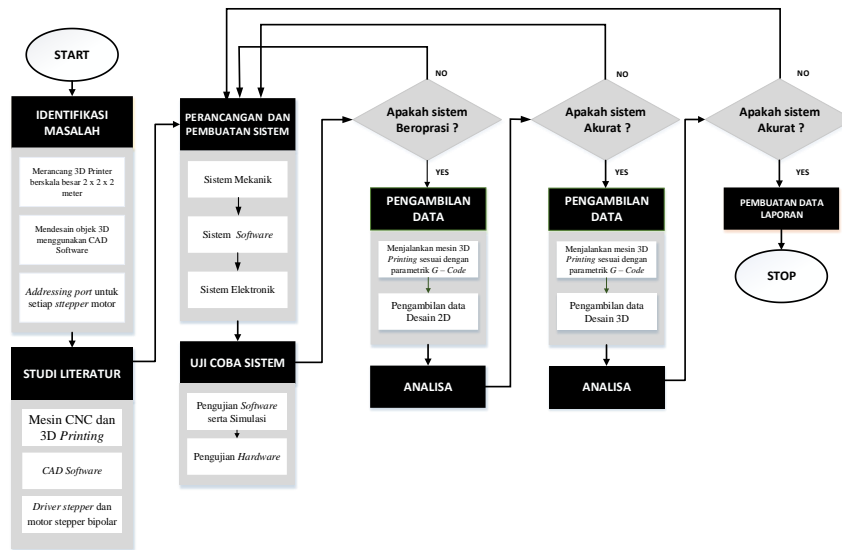 START
IDENTIFIKASI
MASALAH
Merancang 3D Printer
berskala besar 2 x 2 x 2
meter
Mendesain objek 3D
menggunakan CAD
Software
Addressing port untuk
setiap sttepper motor
STUDI LITERATUR
Mesin CNC dan
3D Printing
CAD Software
Driver stepper dan
motor stepper bipolar
PERANCANGAN DAN
PEMBUATAN SISTEM
Sistem Mekanik
Sistem Software
Sistem Elektronik
UJI COBA SISTEM
Pengujian Software
serta Simulasi
Pengujian Hardware
NO
Apakah sistem
Beroprasi ?
YES
PENGAMBILAN
DATA
Menjalankan mesin 3D
Printing sesuai dengan
parametrik G – Code
Pengambilan data
Desain 2D
ANALISA
NO
Apakah sistem
Akurat ?
YES
PENGAMBILAN
DATA
Menjalankan mesin 3D
Printing sesuai dengan
parametrik G – Code
Pengambilan data
Desain 3D
ANALISA
NO
Apakah sistem
Akurat ?
YES
PEMBUATAN DATA
LAPORAN
STOP